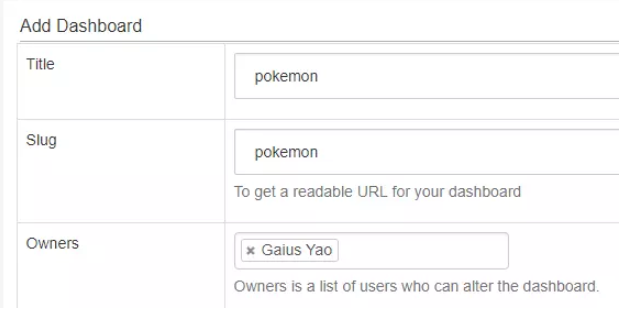 Add Dashboard
Title
pokemon
Slug
pokemon
To get a readable URL for your dashboard
Owners
× Gaius Yao
Owners is a list of users who can alter the dashboard.